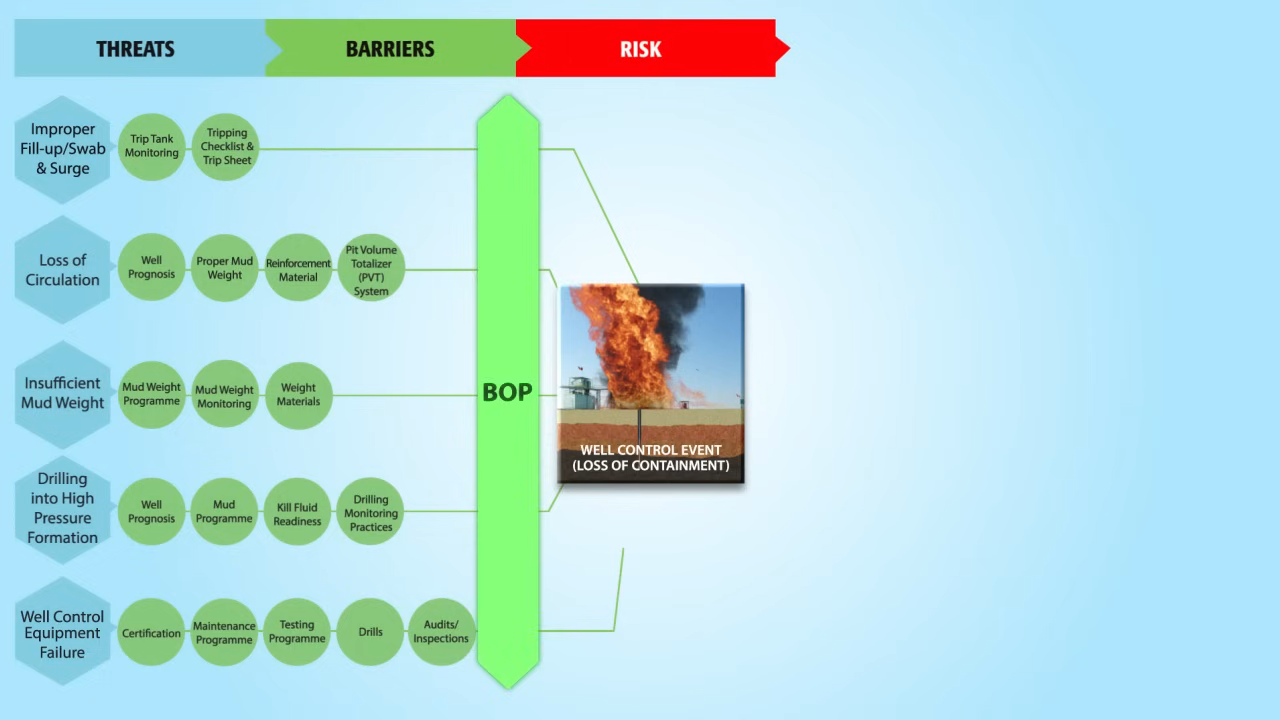 THREATS
BARRIERS
RISK
Improper
Fill-up/Swab
& Surge
Trip Tank
Monitoring
Tripping
Checklist &
Trip Sheet
Loss of
Circulation
Well
Prognosis
Proper Mud
Weight
Reinforcement
Material
Pit Volume
Totalizer
(PVT)
System
Insufficient
Mud Weight
Mud Weight
Programme
Mud Weight
Monitoring
Weight
Materials
BOP
WELL CONTROL EVENT
(LOSS OF CONTAINMENT)
Drilling
into High
Pressure
Formation
Well
Prognosis
Mud
Programme
Kill Fluid
Readiness
Drilling
Monitoring
Practices
Well Control
Equipment
Failure
Certification
Maintenance
Programme
Testing
Programme
Drills
Audits/
Inspections